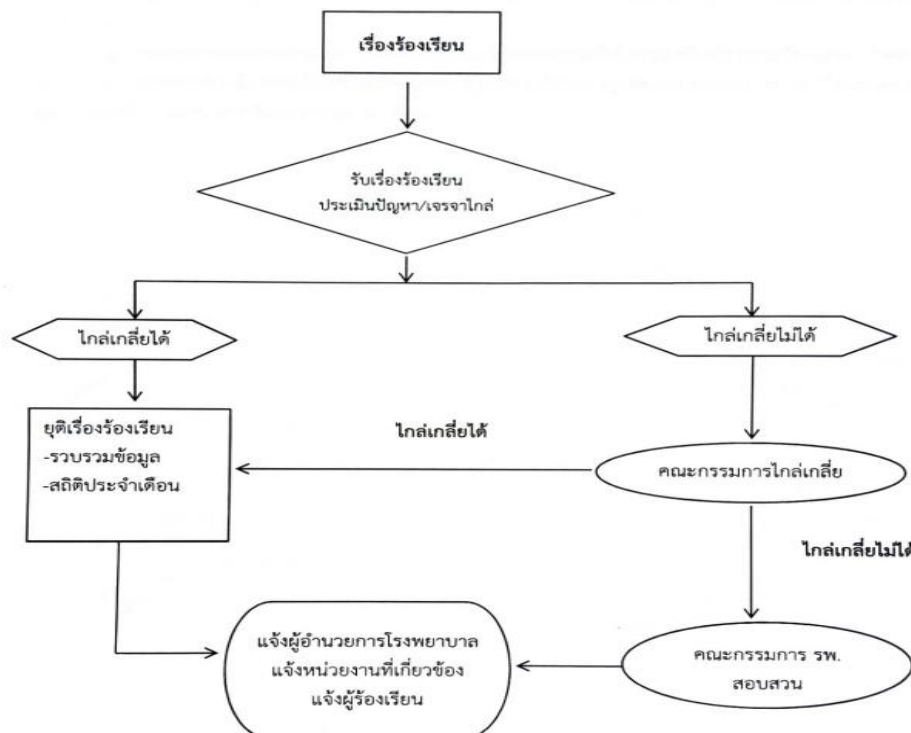 เรื่องร้องเรียน
รับเรื่องร้องเรียน
ประเมินปัญหา/เจรจาไกล่
ไกล่เกลี่ยได้
ไกล่เกลี่ยไม่ได้
ยุติเรื่องร้องเรียน
-รวบรวมข้อมูล
-สถิติประจำเดือน
ไกล่เกลี่ยได้
คณะกรรมการไกล่เกลี่ย
ไกล่เกลี่ยไม่ได้
แจ้งผู้อำนวยการโรงพยาบาล
แจ้งหน่วยงานที่เกี่ยวข้อง
แจ้งผู้ร้องเรียน
คณะกรรมการ รพ.
สอบสวน